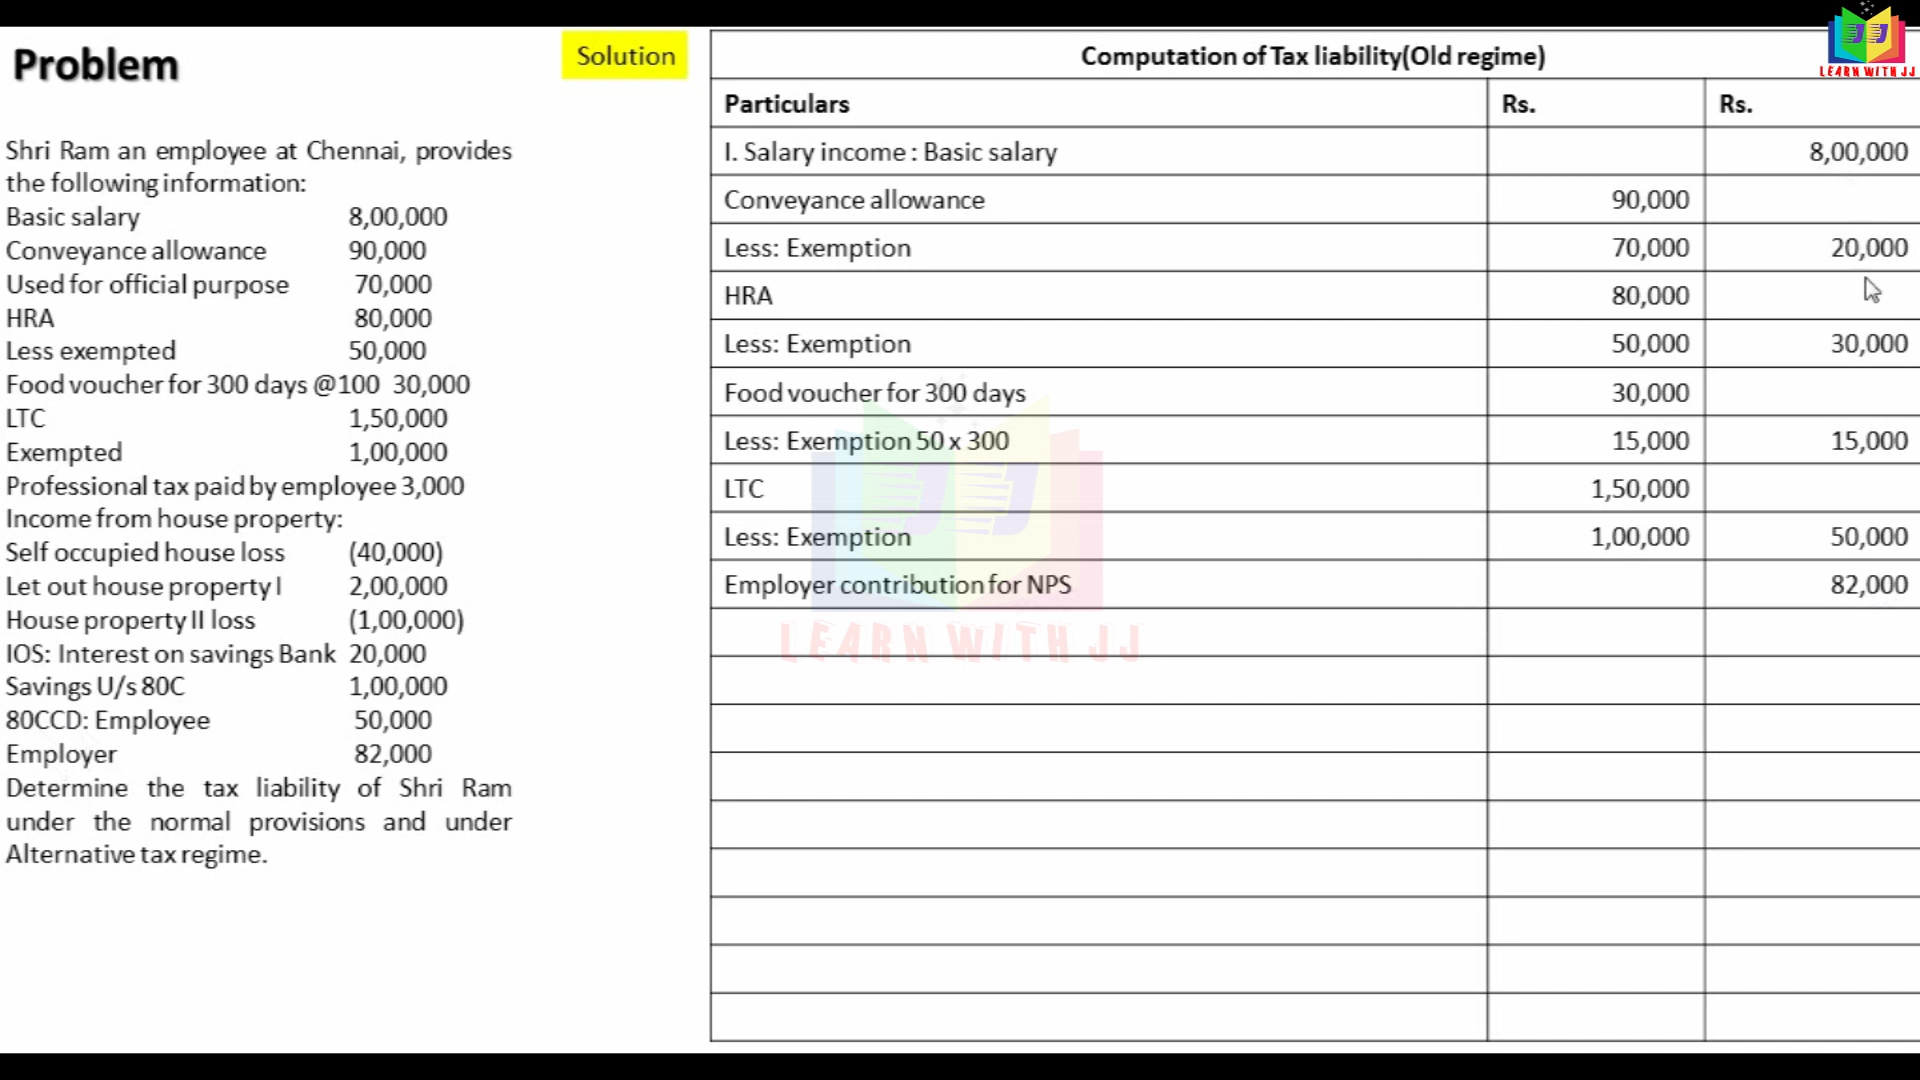 Problem
Shri Ram an employee at Chennai, provides
the following information:
Basic salary 8,00,000
Conveyance allowance 90,000
Used for official purpose 70,000
HRA 80,000
Less exempted 50,000
Food voucher for 300 days @100 30,000
LTC 1,50,000
Exempted 1,00,000
Professional tax paid by employee 3,000
Income from house property:
Self occupied house loss (40,000)
Let out house property I 2,00,000
House property II loss (1,00,000)
IOS: Interest on savings Bank 20,000
Savings U/s 80C 1,00,000
80CCD: Employee 50,000
Employer 82,000
Determine the tax liability of Shri Ram
under the normal provisions and under
Alternative tax regime.
Solution
Computation of Tax liability(Old regime)
Particulars Rs. Rs.
I. Salary income : Basic salary 8,00,000
Conveyance allowance 90,000
Less: Exemption 70,000 20,000
HRA 80,000
Less: Exemption 50,000 30,000
Food voucher for 300 days 30,000
Less: Exemption 50 x 300 15,000 15,000
LTC 1,50,000
Less: Exemption 1,00,000 50,000
Employer contribution for NPS 82,000
JJ
LEARN WITH JJ
JJ
LEARN WITH JJ